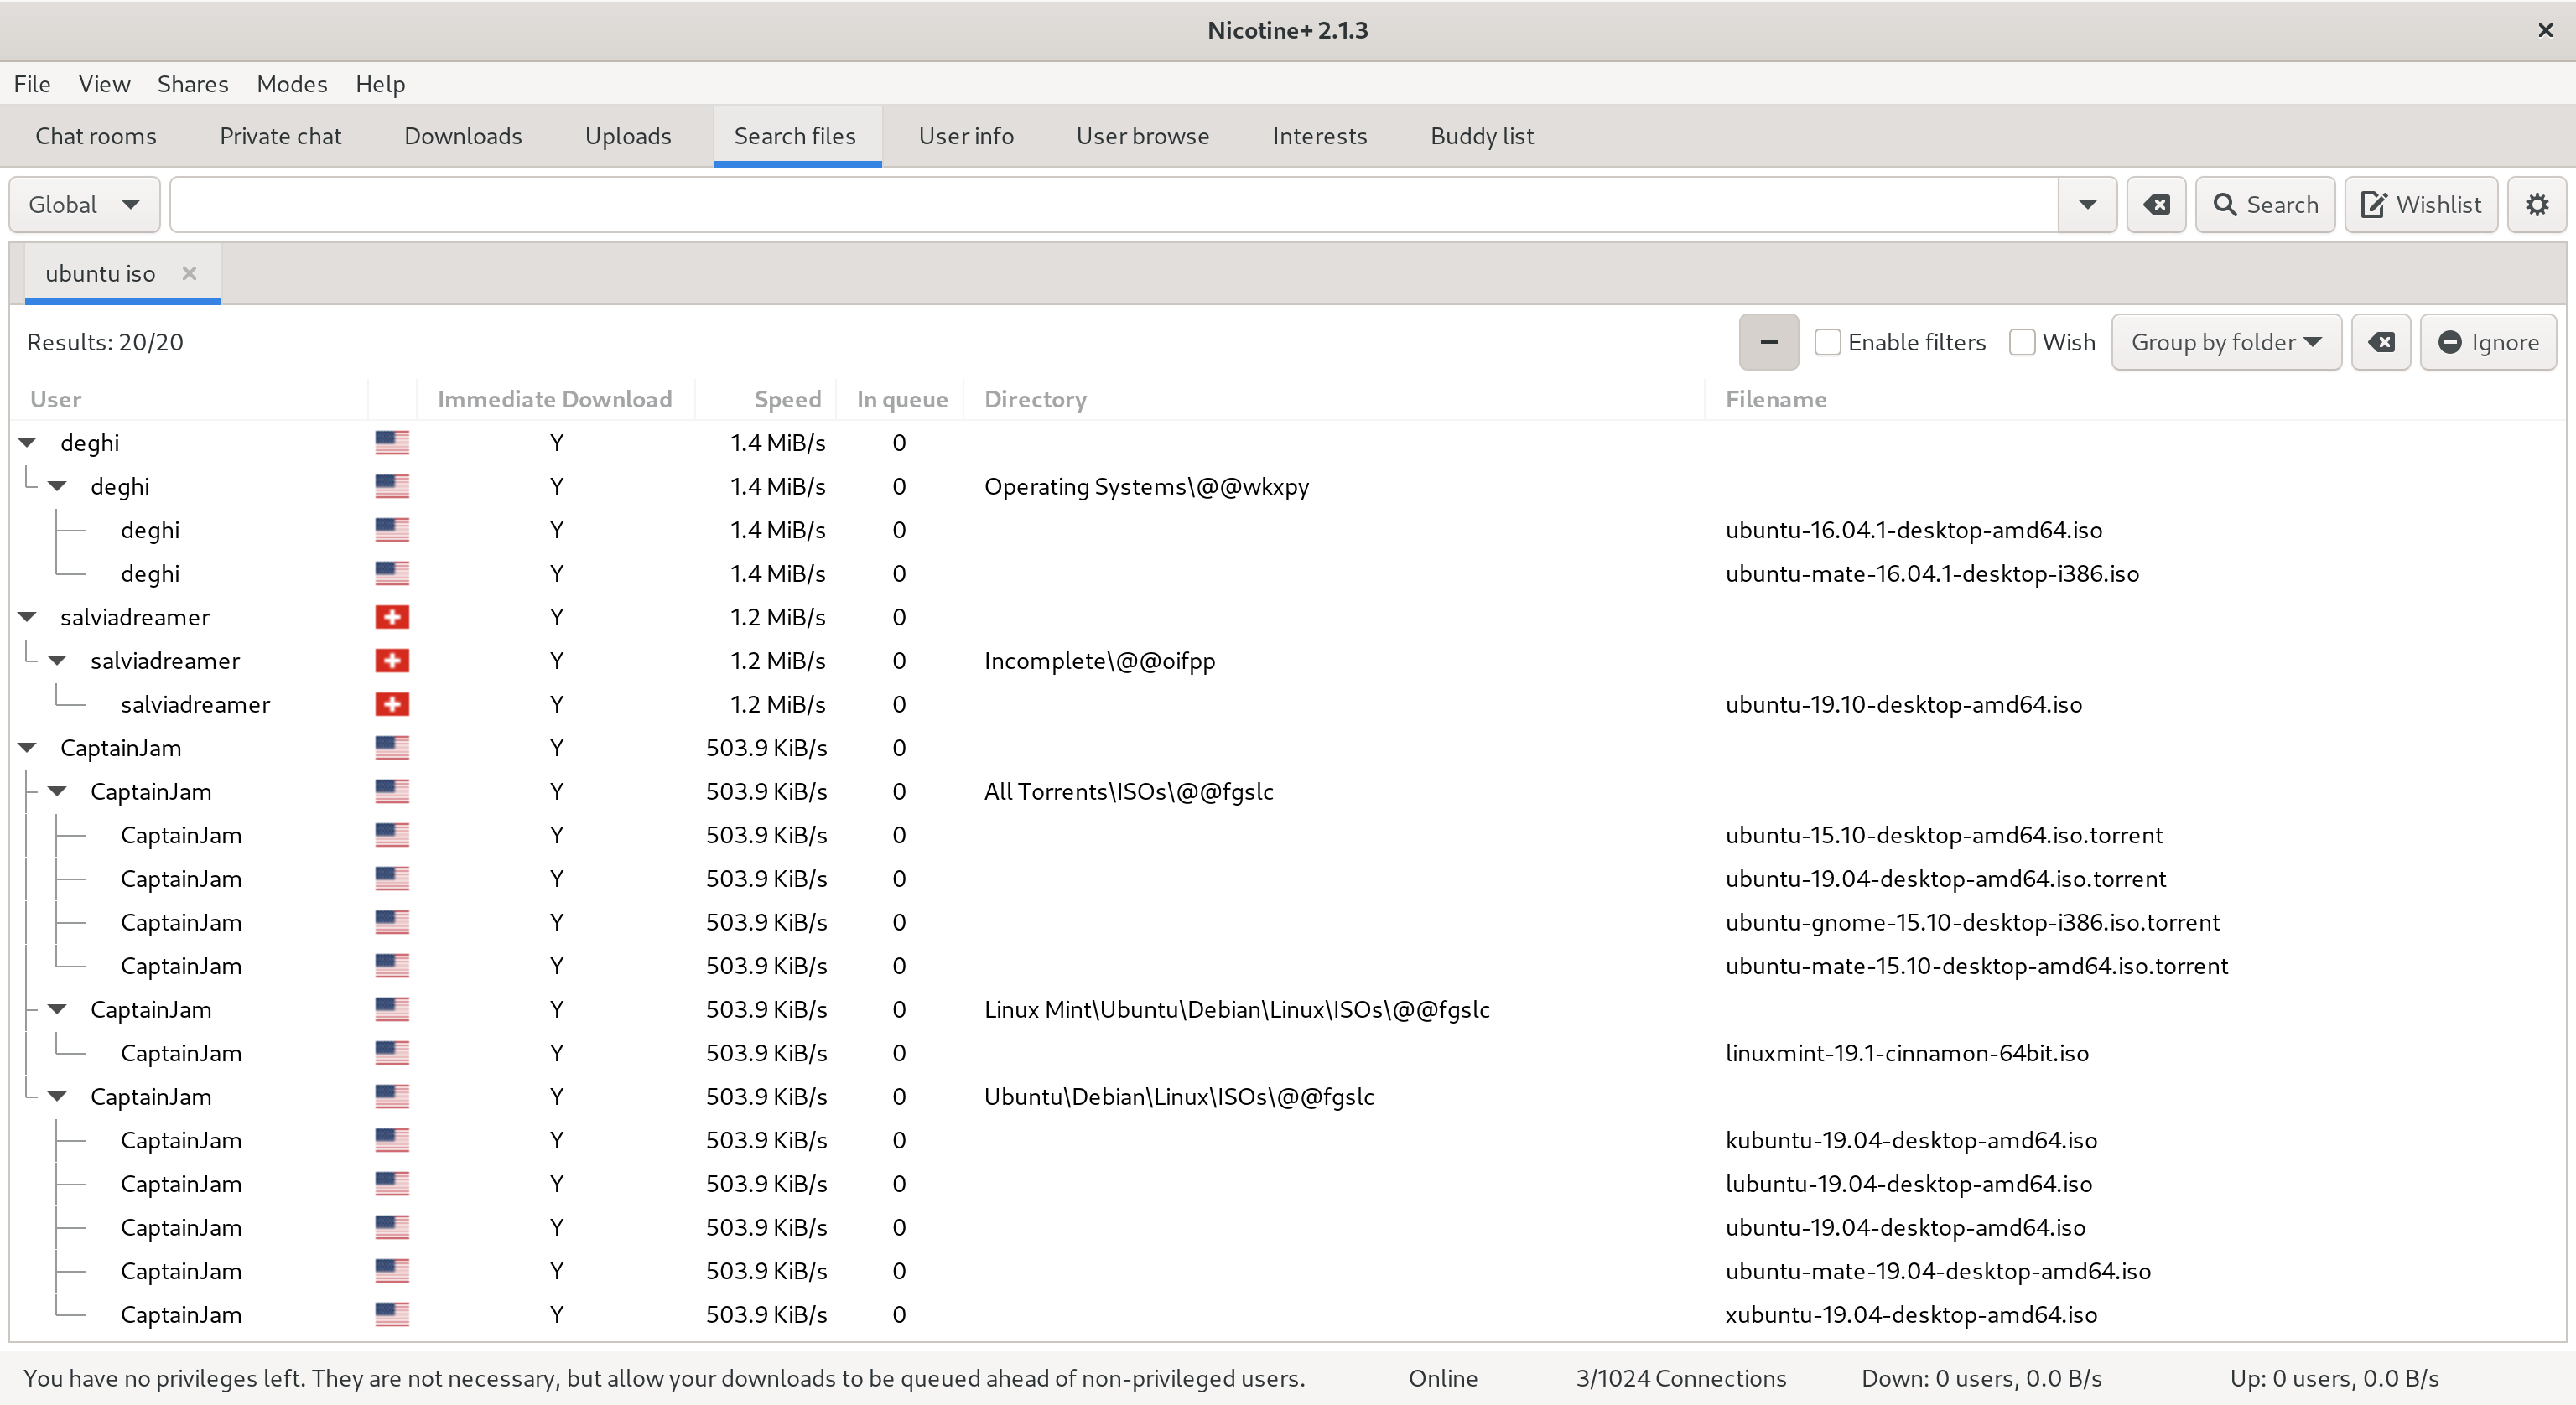 Nicotine+ 2.1.3
File View Shares Modes Help
Chat rooms Private chat Downloads Uploads Search files User info User browse Interests Buddy list
Global Search Wishlist
ubuntu iso
Results: 20/20 Enable filters Wish Group by folder Ignore
User Immediate Download Speed In queue Directory Filename
deghi Y 1.4 MiB/s 0
deghi Y 1.4 MiB/s 0 Operating Systems\@@wkxpy
deghi Y 1.4 MiB/s 0 ubuntu-16.04.1-desktop-amd64.iso
deghi Y 1.4 MiB/s 0 ubuntu-mate-16.04.1-desktop-i386.iso
salviadreamer Y 1.2 MiB/s 0
salviadreamer Y 1.2 MiB/s 0 Incomplete\@@oifpp
salviadreamer Y 1.2 MiB/s 0 ubuntu-19.10-desktop-amd64.iso
CaptainJam Y 503.9 KiB/s 0
CaptainJam Y 503.9 KiB/s 0 All Torrents\ISOs\@@fgslc
CaptainJam Y 503.9 KiB/s 0 ubuntu-15.10-desktop-amd64.iso.torrent
CaptainJam Y 503.9 KiB/s 0 ubuntu-19.04-desktop-amd64.iso.torrent
CaptainJam Y 503.9 KiB/s 0 ubuntu-gnome-15.10-desktop-i386.iso.torrent
CaptainJam Y 503.9 KiB/s 0 ubuntu-mate-15.10-desktop-amd64.iso.torrent
CaptainJam Y 503.9 KiB/s 0 Linux Mint\Ubuntu\Debian\Linux\ISOs\@@fgslc
CaptainJam Y 503.9 KiB/s 0 linuxmint-19.1-cinnamon-64bit.iso
CaptainJam Y 503.9 KiB/s 0 Ubuntu\Debian\Linux\ISOs\@@fgslc
CaptainJam Y 503.9 KiB/s 0 kubuntu-19.04-desktop-amd64.iso
CaptainJam Y 503.9 KiB/s 0 lubuntu-19.04-desktop-amd64.iso
CaptainJam Y 503.9 KiB/s 0 ubuntu-19.04-desktop-amd64.iso
CaptainJam Y 503.9 KiB/s 0 ubuntu-mate-19.04-desktop-amd64.iso
CaptainJam Y 503.9 KiB/s 0 xubuntu-19.04-desktop-amd64.iso
You have no privileges left. They are not necessary, but allow your downloads to be queued ahead of non-privileged users. Online 3/1024 Connections Down: 0 users, 0.0 B/s Up: 0 users, 0.0 B/s